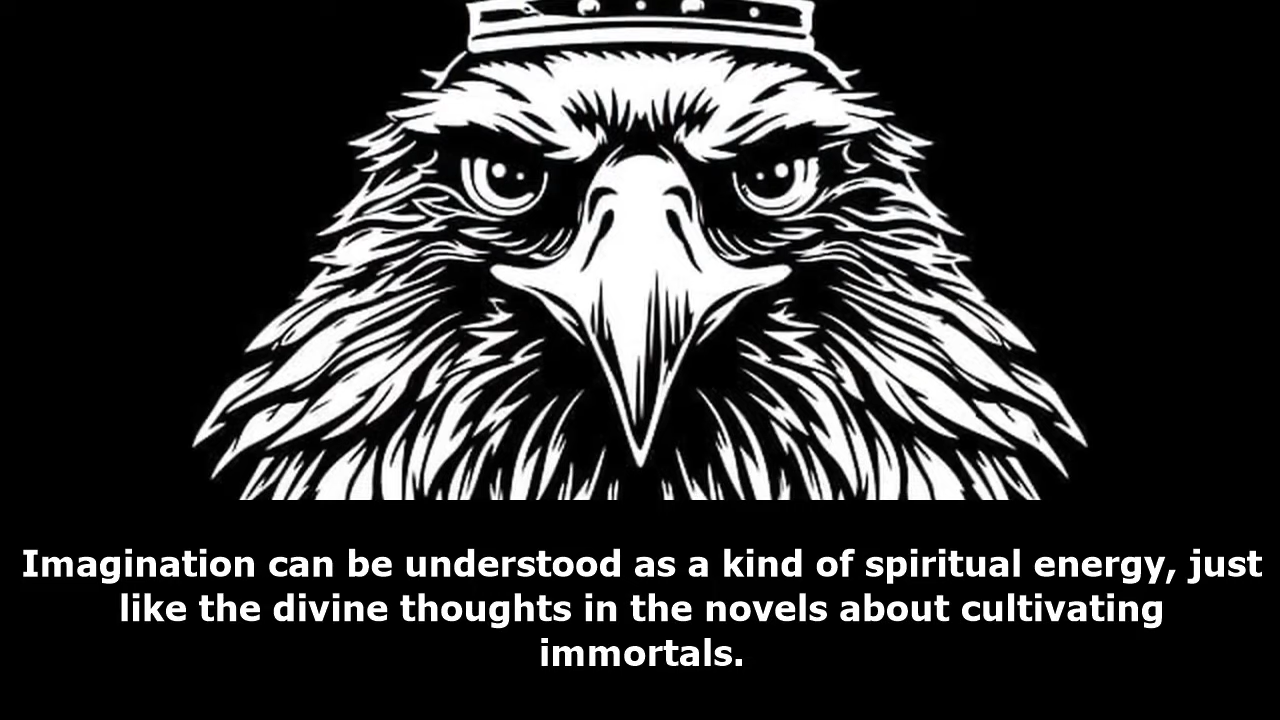 Imagination can be understood as a kind of spiritual energy, just
like the divine thoughts in the novels about cultivating
immortals.